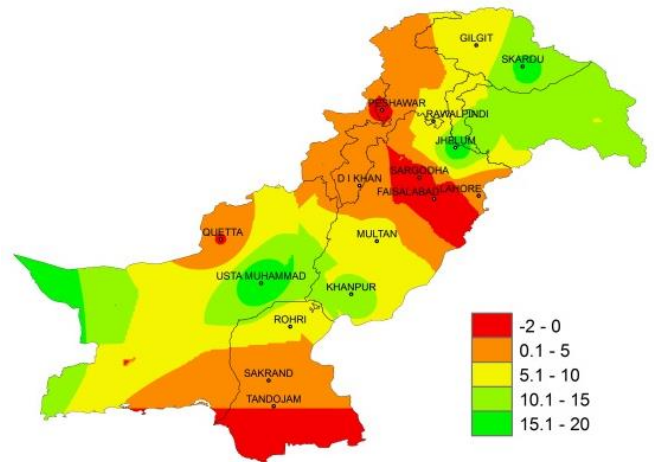 GILGIT
SKARDU
PESHAWAR
RAWALPINDI
JHELUM
SARGODHA
D I KHAN
FAISALABAD
LAHORE
QUETTA
MULTAN
USTA MUHAMMAD
KHANPUR
ROHRI
SAKRAND
TANDOJAM
-2 - 0
0.1 - 5
5.1 - 10
10.1 - 15
15.1 - 20